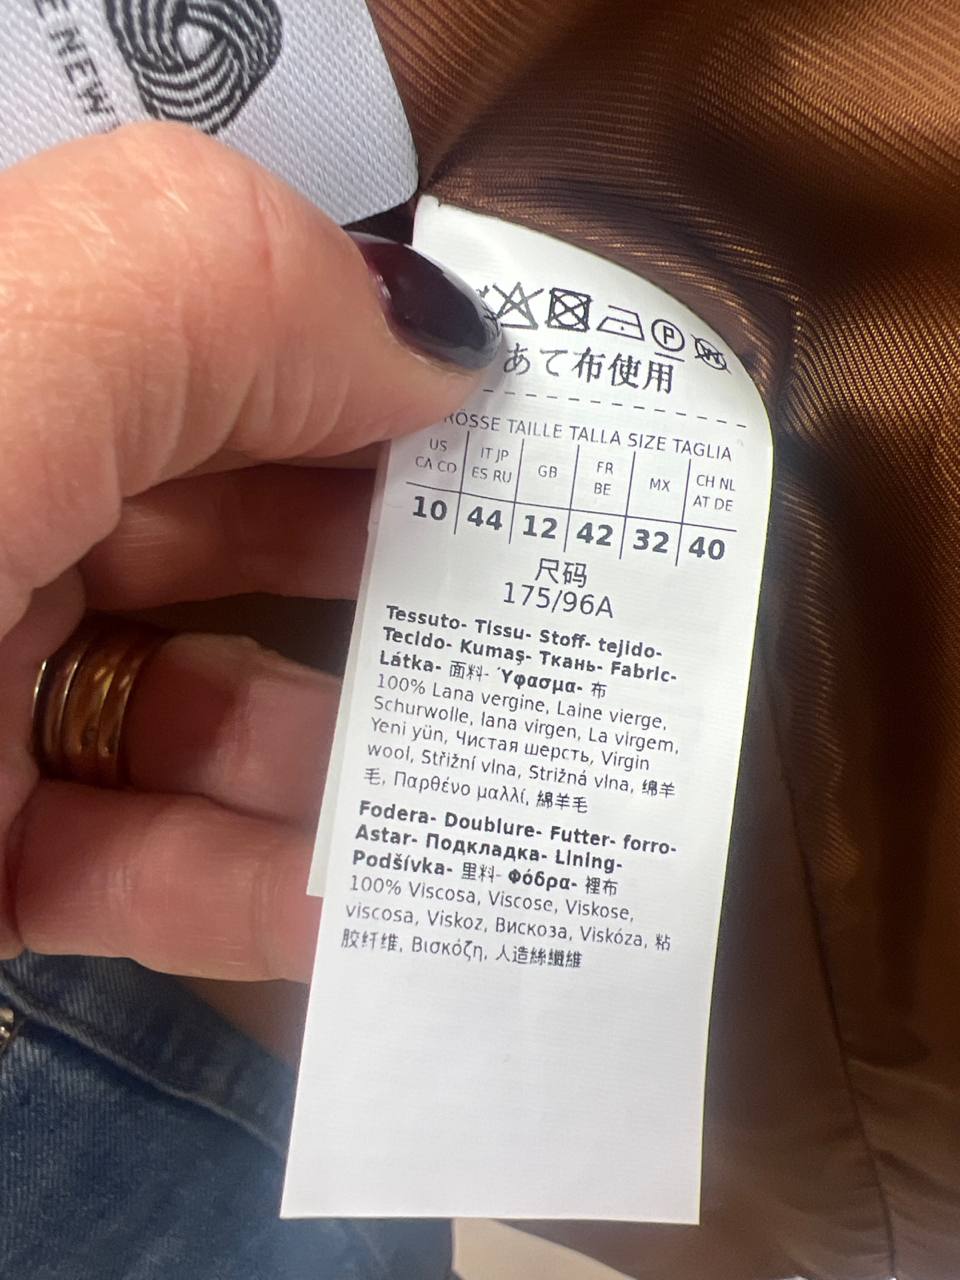 E NEW
P
W
あて布使用
RÖSSE TAILLE TALLA SIZE TAGLIA
US CA CO
IT JP ES RU
GB
FR BE
MX
CH NL AT DE
10 44 12 42 32 40
尺码
175/96A
Tessuto- Tissu- Stoff- tejido-
Tecido- Kumaş- Ткань- Fabric-
Látka- 面料- Ύφασμα- 布
100% Lana vergine, Laine vierge,
Schurwolle, lana virgen, La virgem,
Yeni yün, Чистая шерсть, Virgin
wool, Střižní vlna, Strižná vlna, 绵羊
毛, Παρθένο μαλλί, 綿羊毛
Fodera- Doublure- Futter- forro-
Astar- Подкладка- Lining-
Podšívka- 里料- Φόδρα- 裡布
100% Viscosa, Viscose, Viskose,
viscosa, Viskoz, Вискоза, Viskóza, 粘
胶纤维, Βισκόζη, 人造絲纖維